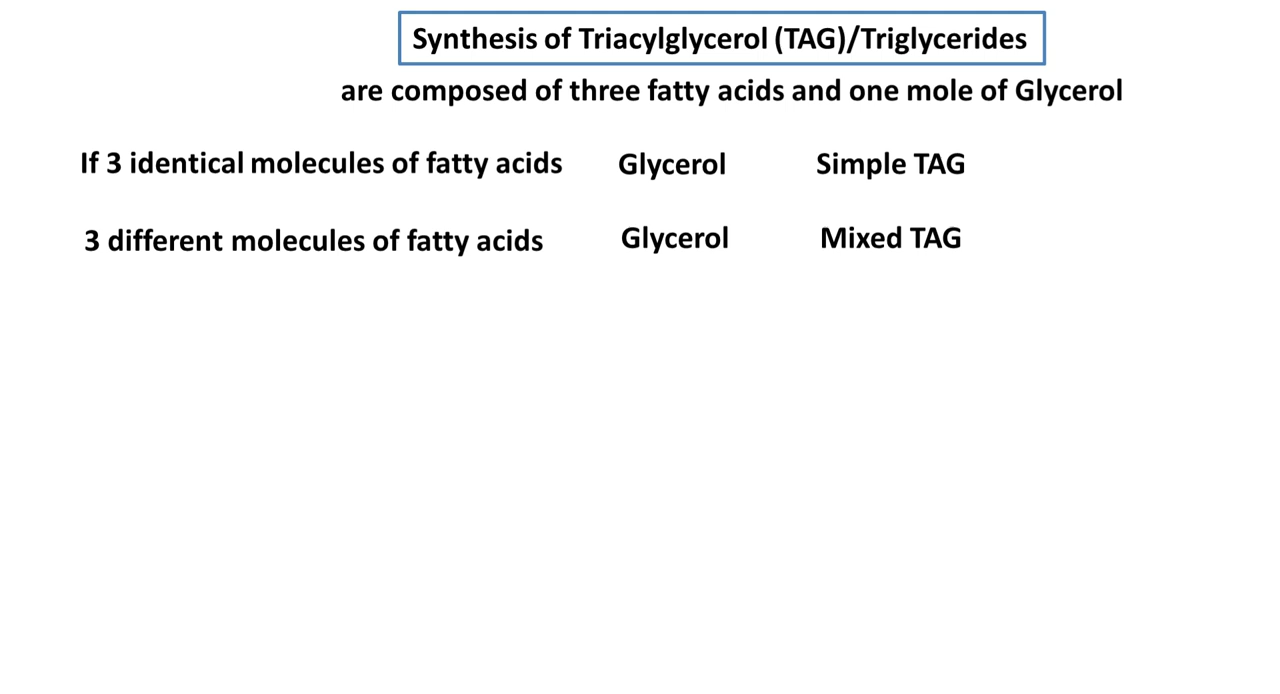 Synthesis of Triacylglycerol (TAG)/Triglycerides
are composed of three fatty acids and one mole of Glycerol
If 3 identical molecules of fatty acids Glycerol Simple TAG
3 different molecules of fatty acids Glycerol Mixed TAG